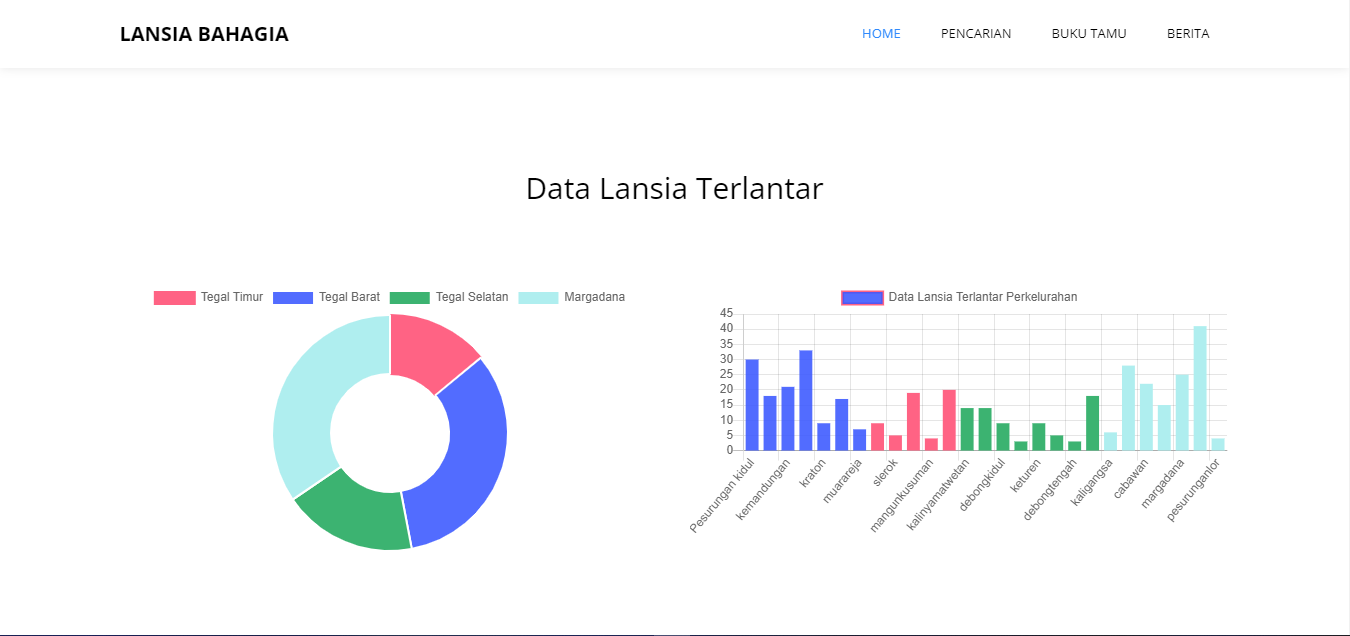 LANSIA BAHAGIA
HOME PENCARIAN BUKU TAMU BERITA
Data Lansia Terlantar
Tegal Timur Tegal Barat Tegal Selatan Margadana
Data Lansia Terlantar Perkelurahan
45
40
35
30
25
20
15
10
5
0
Pesurungan kidul
kemandungan
kraton
muarareja
slerok
mangunkusuman
kalinyamatwetan
debongkidul
keturen
debongtengah
kaligangsa
cabawan
margadana
pesurunganlor